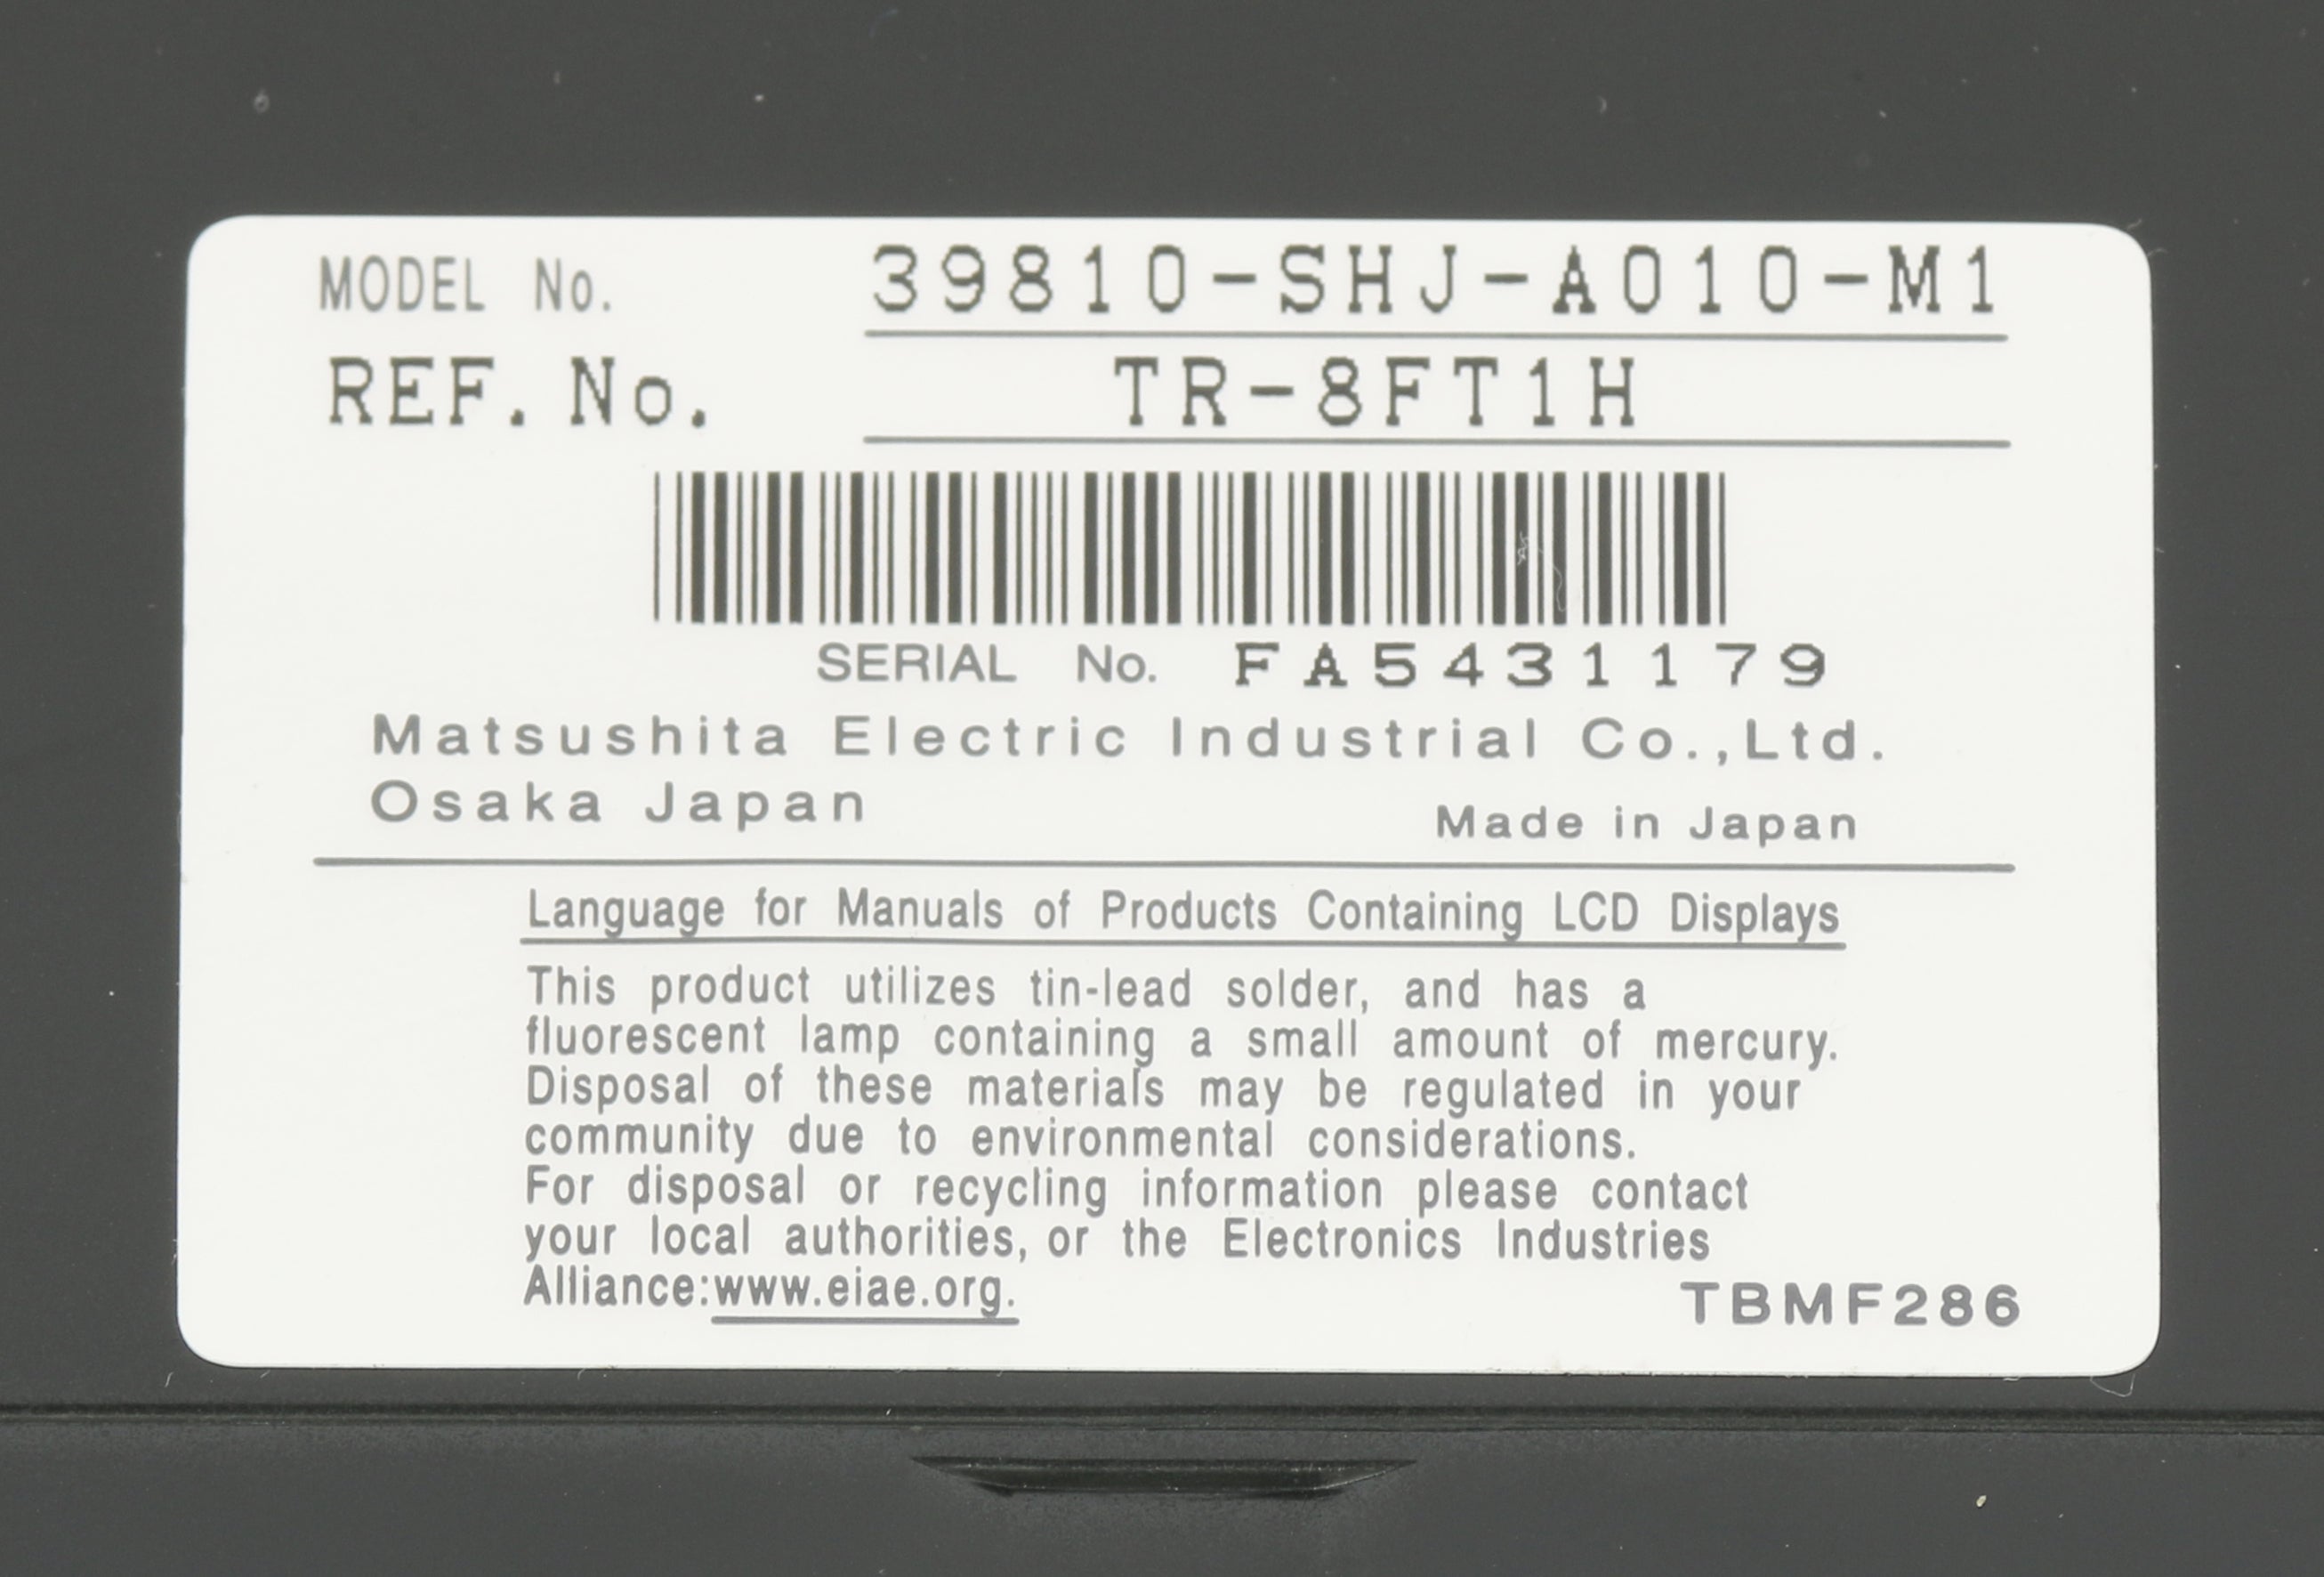 MODEL No. 39810-SHJ-A010-M1
REF. No. TR-8FT1H
SERIAL No. FA5431179
Matsushita Electric Industrial Co.,Ltd.
Osaka Japan Made in Japan
Language for Manuals of Products Containing LCD Displays
This product utilizes tin-lead solder, and has a
fluorescent lamp containing a small amount of mercury.
Disposal of these materials may be regulated in your
community due to environmental considerations.
For disposal or recycling information please contact
your local authorities, or the Electronics Industries
Alliance:www.eiae.org.
TBMF286